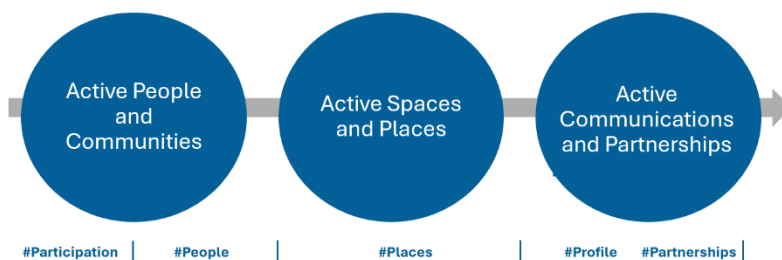 Active People
and
Communities
Active Spaces
and Places
Active
Communications
and Partnerships
#Participation | #People | #Places | #Profile #Partnerships |